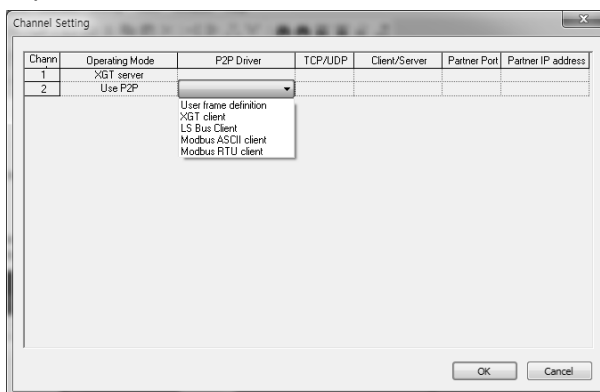 Channel Setting
Chann Operating Mode P2P Driver TCP/UDP Client/Server Partner Port Partner IP address
1 XGT server
2 Use P2P
User frame definition
XGT client
LS Bus Client
Modbus ASCII client
Modbus RTU client
OK Cancel